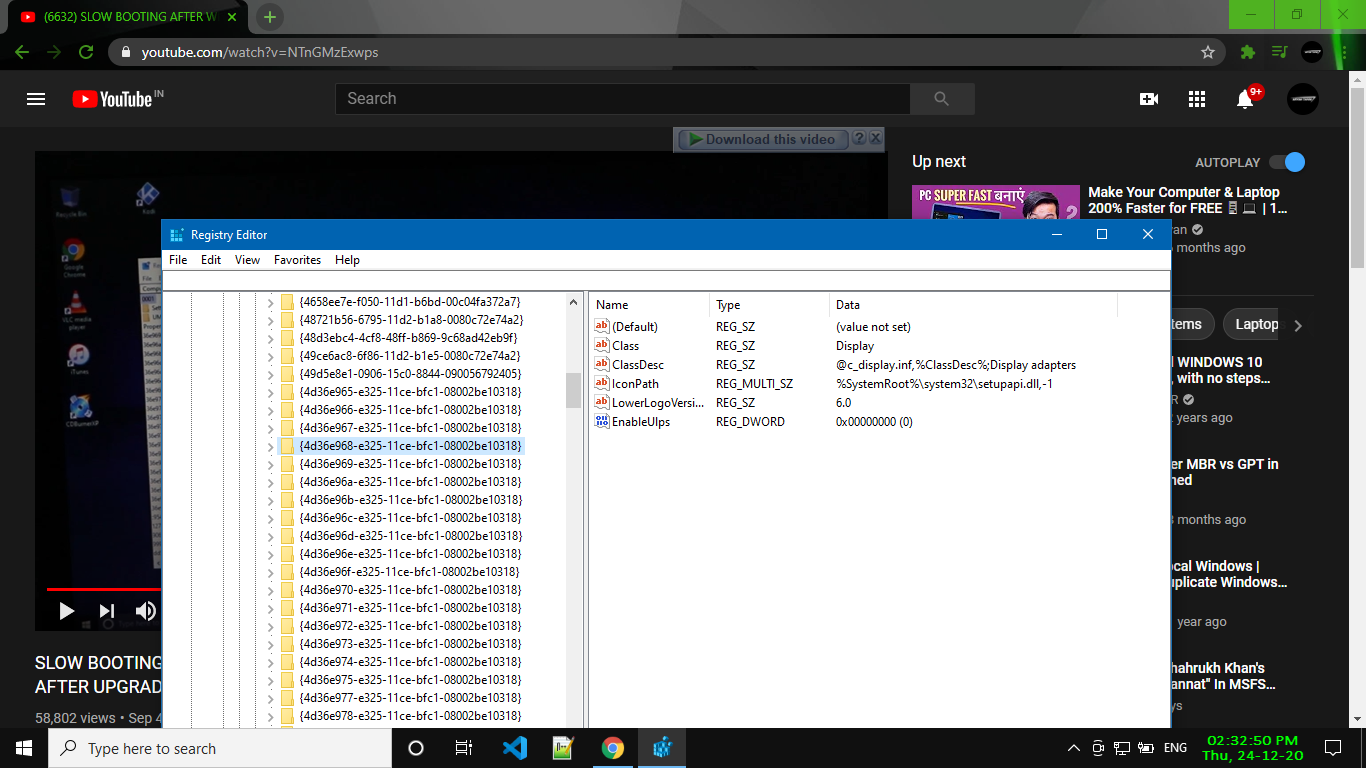 (6632) SLOW BOOTING AFTER W
youtube.com/watch?v=NTnGMzExwps
YouTube IN
Search
9+
Download this video
?
X
Up next
AUTOPLAY
Recycle Bin
Kodi
Google Chrome
VLC media player
iTunes
CDBurnerXP
PC SUPER FAST बनाएं
2
Make Your Computer & Laptop
200% Faster for FREE 🖥💻 | 1...
months ago
Registry Editor
File Edit View Favorites Help
{4658ee7e-f050-11d1-b6bd-00c04fa372a7}
{48721b56-6795-11d2-b1a8-0080c72e74a2}
{48d3ebc4-4cf8-48ff-b869-9c68ad42eb9f}
{49ce6ac8-6f86-11d2-b1e5-0080c72e74a2}
{49d5e8e1-0906-15c0-8844-090056792405}
{4d36e965-e325-11ce-bfc1-08002be10318}
{4d36e966-e325-11ce-bfc1-08002be10318}
{4d36e967-e325-11ce-bfc1-08002be10318}
{4d36e968-e325-11ce-bfc1-08002be10318}
{4d36e969-e325-11ce-bfc1-08002be10318}
{4d36e96a-e325-11ce-bfc1-08002be10318}
{4d36e96b-e325-11ce-bfc1-08002be10318}
{4d36e96c-e325-11ce-bfc1-08002be10318}
{4d36e96d-e325-11ce-bfc1-08002be10318}
{4d36e96e-e325-11ce-bfc1-08002be10318}
{4d36e96f-e325-11ce-bfc1-08002be10318}
{4d36e970-e325-11ce-bfc1-08002be10318}
{4d36e971-e325-11ce-bfc1-08002be10318}
{4d36e972-e325-11ce-bfc1-08002be10318}
{4d36e973-e325-11ce-bfc1-08002be10318}
{4d36e974-e325-11ce-bfc1-08002be10318}
{4d36e975-e325-11ce-bfc1-08002be10318}
{4d36e977-e325-11ce-bfc1-08002be10318}
{4d36e978-e325-11ce-bfc1-08002be10318}
Name Type Data
(Default) REG_SZ (value not set)
Class REG_SZ Display
ClassDesc REG_SZ @c_display.inf,%ClassDesc%;Display adapters
IconPath REG_MULTI_SZ %SystemRoot%\system32\setupapi.dll,-1
LowerLogoVersi... REG_SZ 6.0
EnableUlps REG_DWORD 0x00000000 (0)
tems
Laptop
WINDOWS 10
, with no steps...
years ago
er MBR vs GPT in
ned
months ago
ocal Windows |
uplicate Windows...
year ago
hahrukh Khan's
annat" In MSFS...
ys
SLOW BOOTING
AFTER UPGRAD
58,802 views • Sep 4
Type here to search
ENG
02:32:50 PM
Thu, 24-12-20